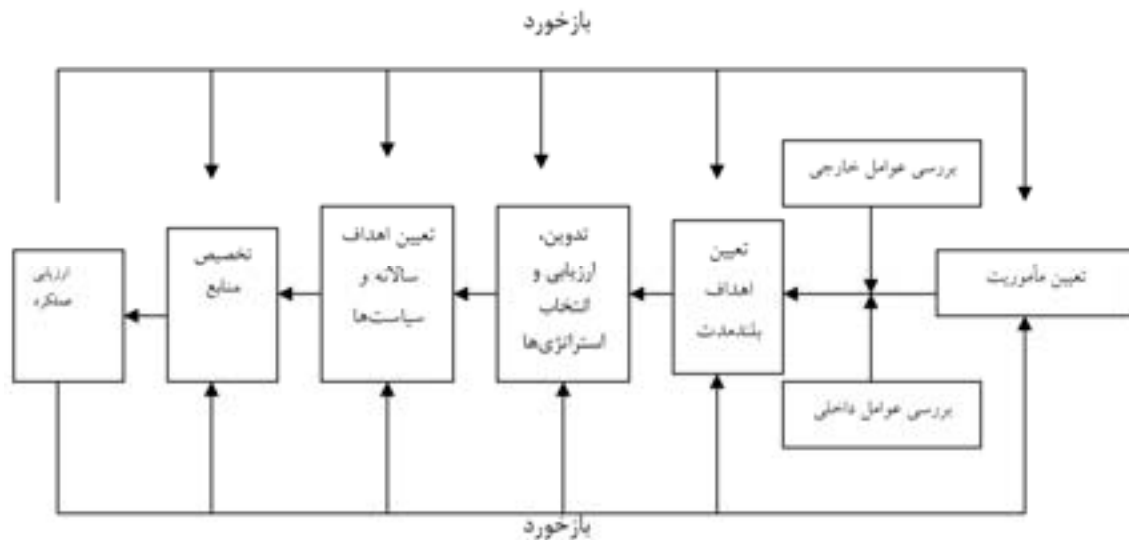 بازخورد
بررسی عوامل خارجی
تعیین مأموریت
بررسی عوامل داخلی
تعیین
اهداف
بلندمدت
تدوین،
ارزیابی و
انتخاب
استراتژی‌ها
تعیین اهداف
سالانه و
سیاست‌ها
تخصیص
منابع
ارزیابی
عملکرد
بازخورد